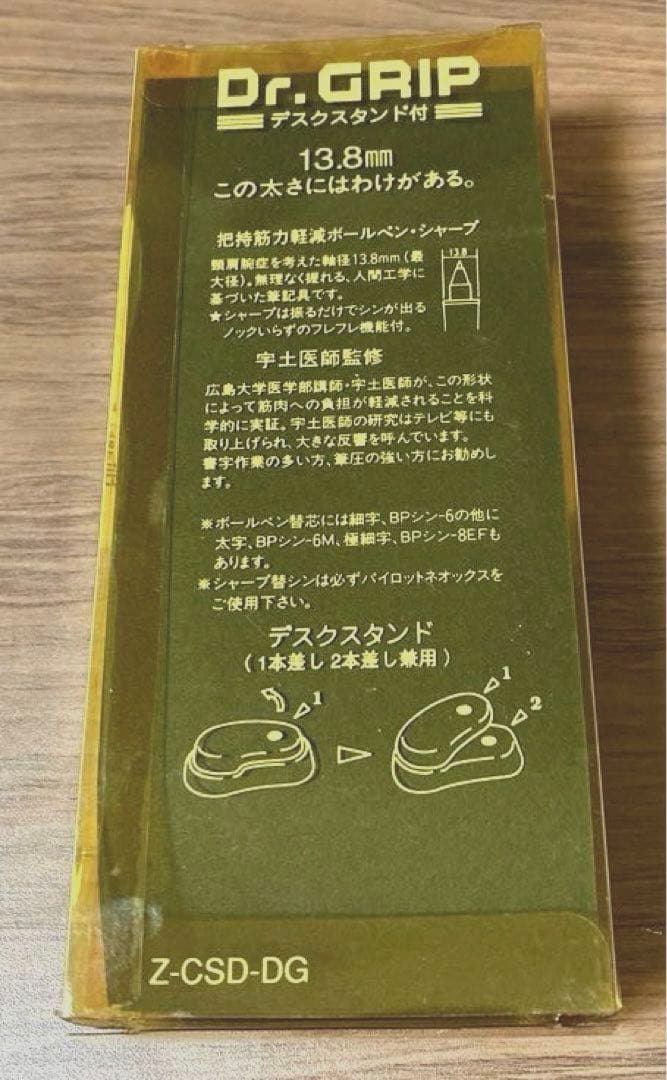 Dr.GRIP
デスクスタンド付
13.8㎜
この太さにはわけがある。
把持筋力軽減ボールペン・シャープ
頸肩腕症を考えた軸径13.8mm(最
大径)。無理なく握れる、人間工学に
基づいた筆記具です。
★シャープは振るだけでシンが出る
ノックいらずのフレフレ機能付。
13.8
宇土医師監修
広島大学医学部講師・宇土医師が、この形状
によって筋肉への負担が軽減されることを科
学的に実証。宇土医師の研究はテレビ等にも
取り上げられ、大きな反響を呼んでいます。
書字作業の多い方、筆圧の強い方にお勧めし
ます。
※ボールペン替芯には細字、BPシン-6の他に
太字、BPシン-6M、極細字、BPシン-8EFも
あります。
※シャープ替シンは必ずパイロットネオックスを
ご使用下さい。
デスクスタンド
(1本差し 2本差し兼用)
1
1
2
Z-CSD-DG